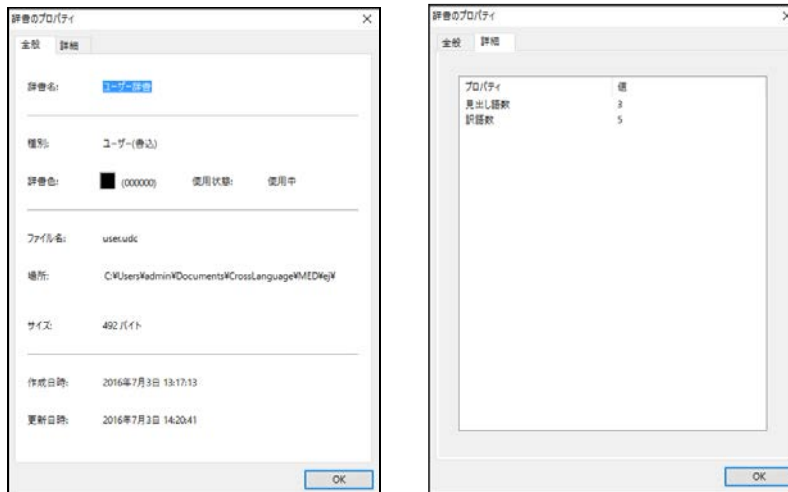 辞書のプロパティ
全般 詳細
辞書名: ユーザー辞書
種別: ユーザー(書込)
辞書色: (000000) 使用状態: 使用中
ファイル名: user.udc
場所: C:¥Users¥admin¥Documents¥CrossLanguage¥MED¥ej¥
サイズ: 492 バイト
作成日時: 2016年7月3日 13:17:13
更新日時: 2016年7月3日 14:20:41
OK
辞書のプロパティ
全般 詳細
プロパティ 値
見出し語数 3
訳語数 5
OK